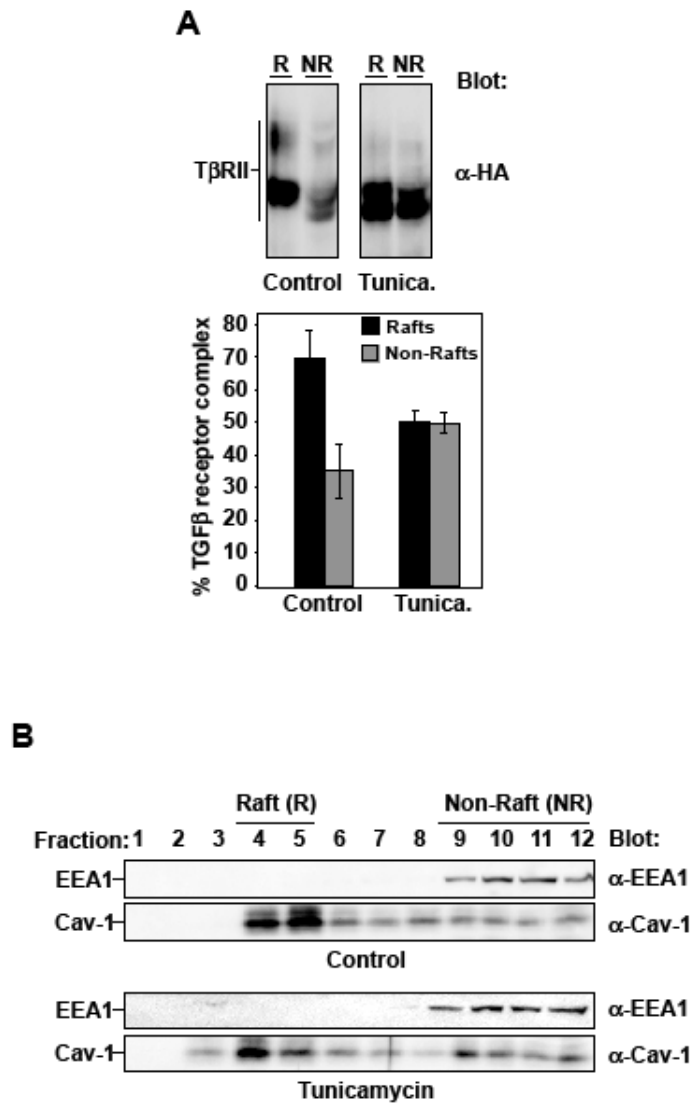 A
R NR R NR Blot:
TβRII α-HA
Control Tunica.
% TGFβ receptor complex
80
70
60
50
40
30
20
10
0
Rafts
Non-Rafts
Control Tunica.
B
Raft (R) Non-Raft (NR)
Fraction: 1 2 3 4 5 6 7 8 9 10 11 12 Blot:
EEA1 α-EEA1
Cav-1 α-Cav-1
Control
EEA1 α-EEA1
Cav-1 α-Cav-1
Tunicamycin